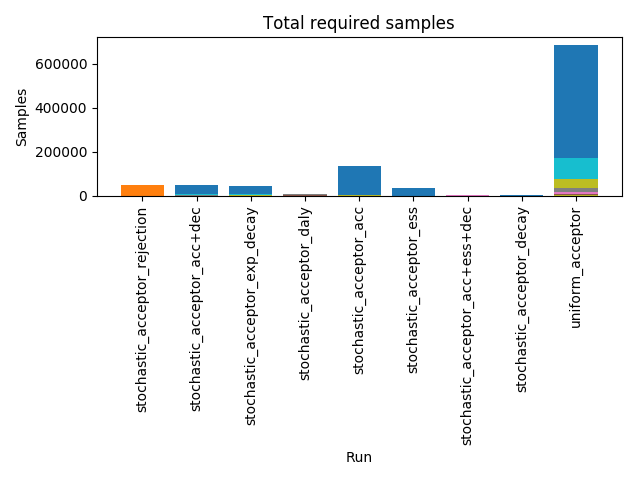 Total required samples
Samples
600000
400000
200000
0
stochastic_acceptor_rejection
stochastic_acceptor_acc+dec
stochastic_acceptor_exp_decay
stochastic_acceptor_daly
stochastic_acceptor_acc
stochastic_acceptor_ess
stochastic_acceptor_acc+ess+dec
stochastic_acceptor_decay
uniform_acceptor
Run